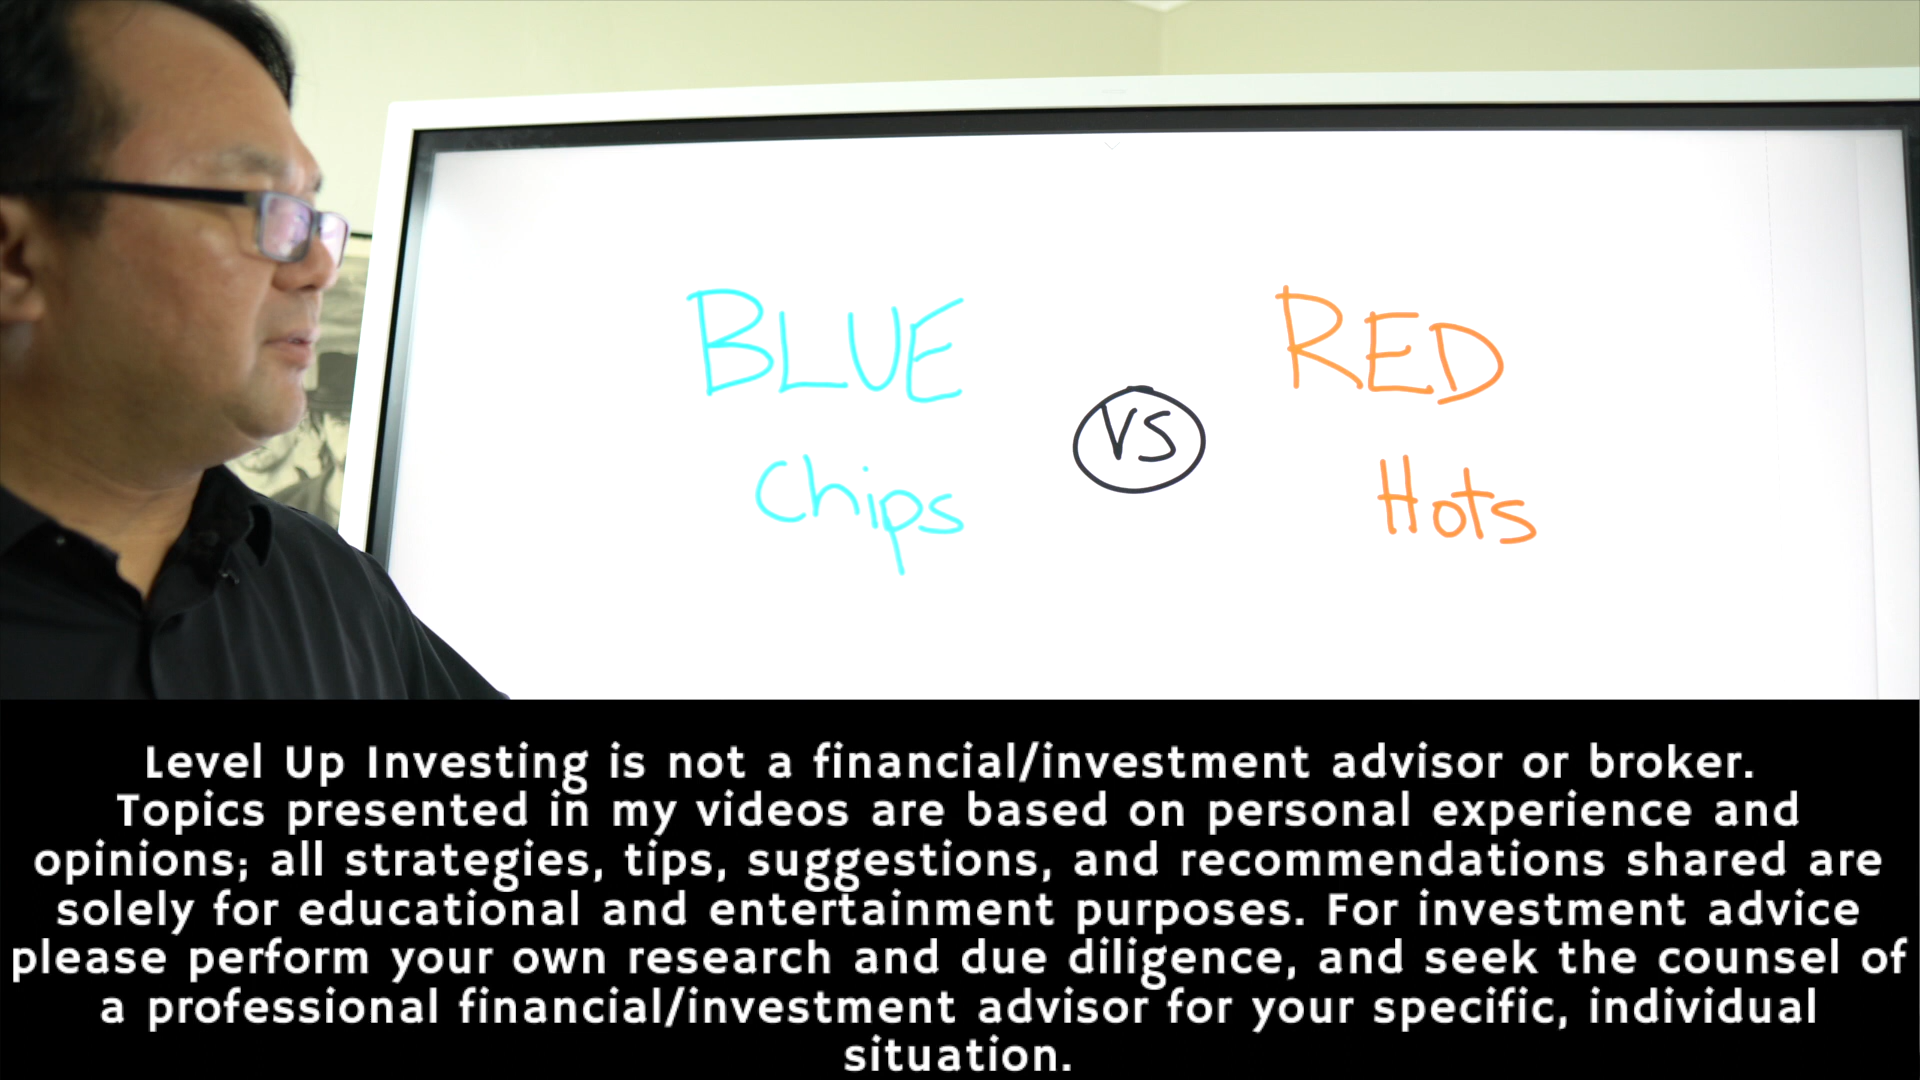 BLUE RED
VS
Chips Hots
Level Up Investing is not a financial/investment advisor or broker.
Topics presented in my videos are based on personal experience and
opinions; all strategies, tips, suggestions, and recommendations shared are
solely for educational and entertainment purposes. For investment advice
please perform your own research and due diligence, and seek the counsel of
a professional financial/investment advisor for your specific, individual
situation.